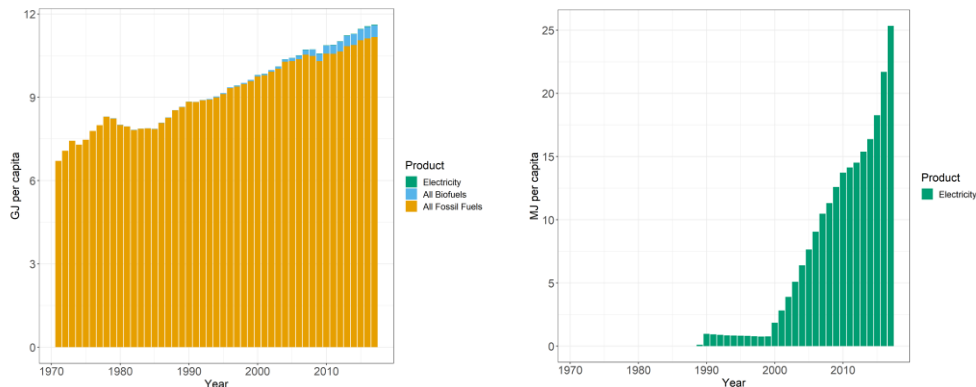 12
9
6
3
0
GJ per capita
1970
1980
1990
2000
2010
Year
Product
Electricity
All Biofuels
All Fossil Fuels
25
20
15
10
5
0
MJ per capita
1970
1980
1990
2000
2010
Year
Product
Electricity